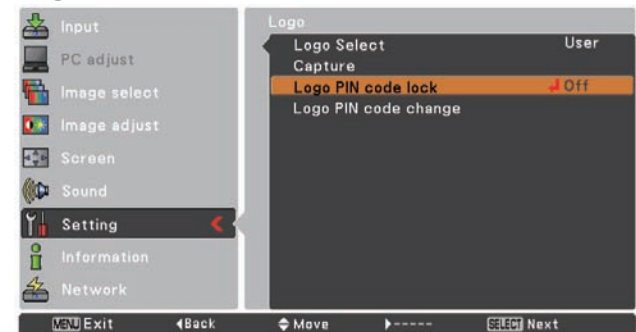 Input
PC adjust
Image select
Image adjust
Screen
Sound
Setting
Information
Network
Logo
Logo Select User
Capture
Logo PIN code lock Off
Logo PIN code change
MENU Exit ◀Back Move ▶----- SELECT Next